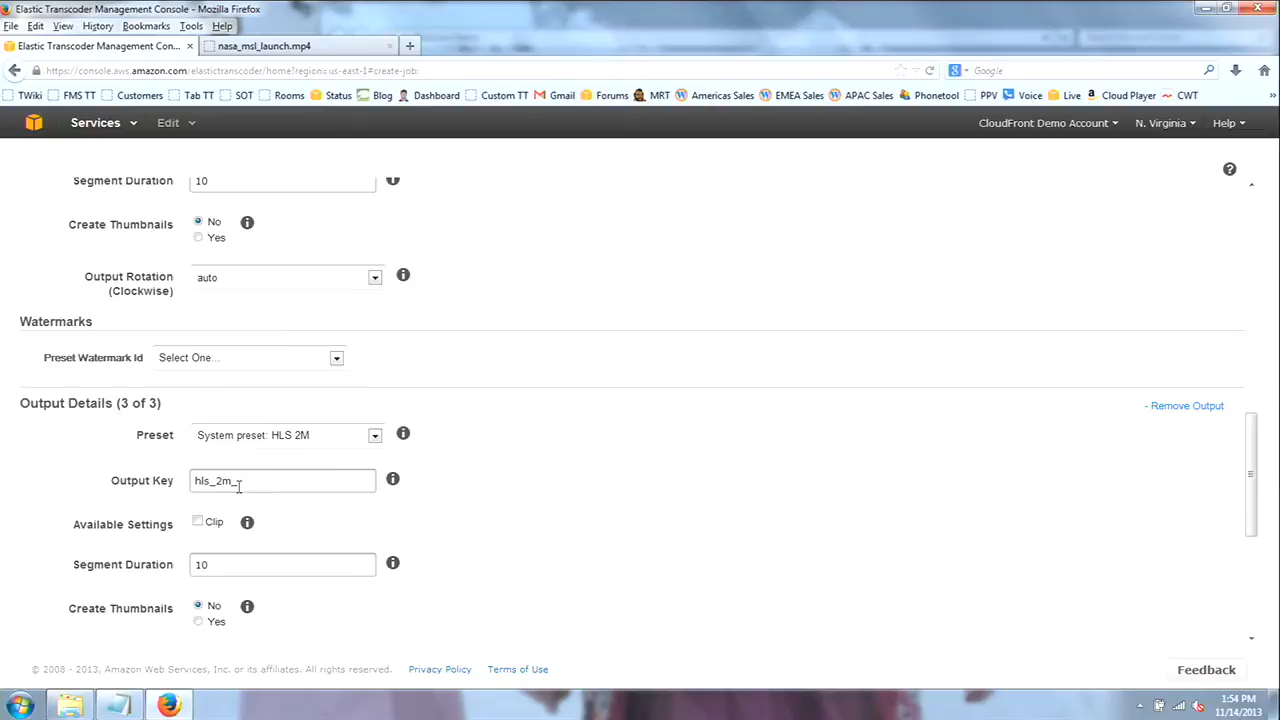 Elastic Transcoder Management Console - Mozilla Firefox
File Edit View History Bookmarks Tools Help
Elastic Transcoder Management Con... × nasa_msl_launch.mp4 × +
https://console.aws.amazon.com/elastictranscoder/home?region=us-east-1#create-job: Google
TWiki FMS TT Customers Tab TT SOT Rooms Status Blog Dashboard Custom TT Gmail Forums MRT Americas Sales EMEA Sales APAC Sales Phonetool PPV Voice Live Cloud Player CWT »
Services Edit CloudFront Demo Account N. Virginia Help
Segment Duration 10
Create Thumbnails No
Yes
Output Rotation auto
(Clockwise)
Watermarks
Preset Watermark Id Select One...
Output Details (3 of 3)
- Remove Output
Preset System preset: HLS 2M
Output Key hls_2m_
Available Settings Clip
Segment Duration 10
Create Thumbnails No
Yes
© 2008 - 2013, Amazon Web Services, Inc. or its affiliates. All rights reserved. Privacy Policy Terms of Use Feedback
1:54 PM
11/14/2013